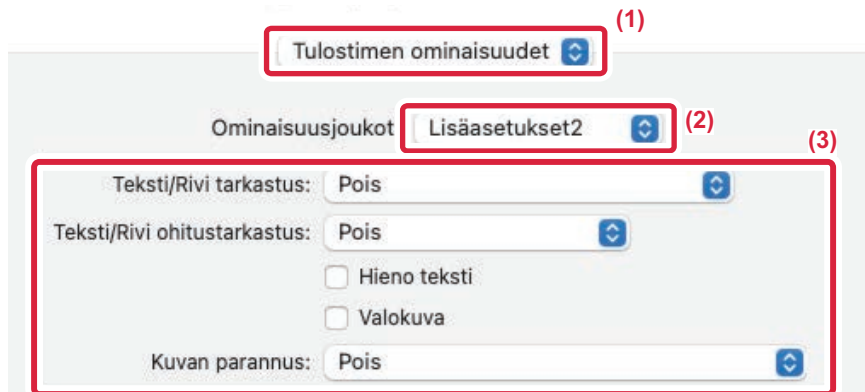 (1)
Tulostimen ominaisuudet
Ominaisuusjoukot Lisäasetukset2 (2)
(3)
Teksti/Rivi tarkastus: Pois
Teksti/Rivi ohitustarkastus: Pois
Hieno teksti
Valokuva
Kuvan parannus: Pois